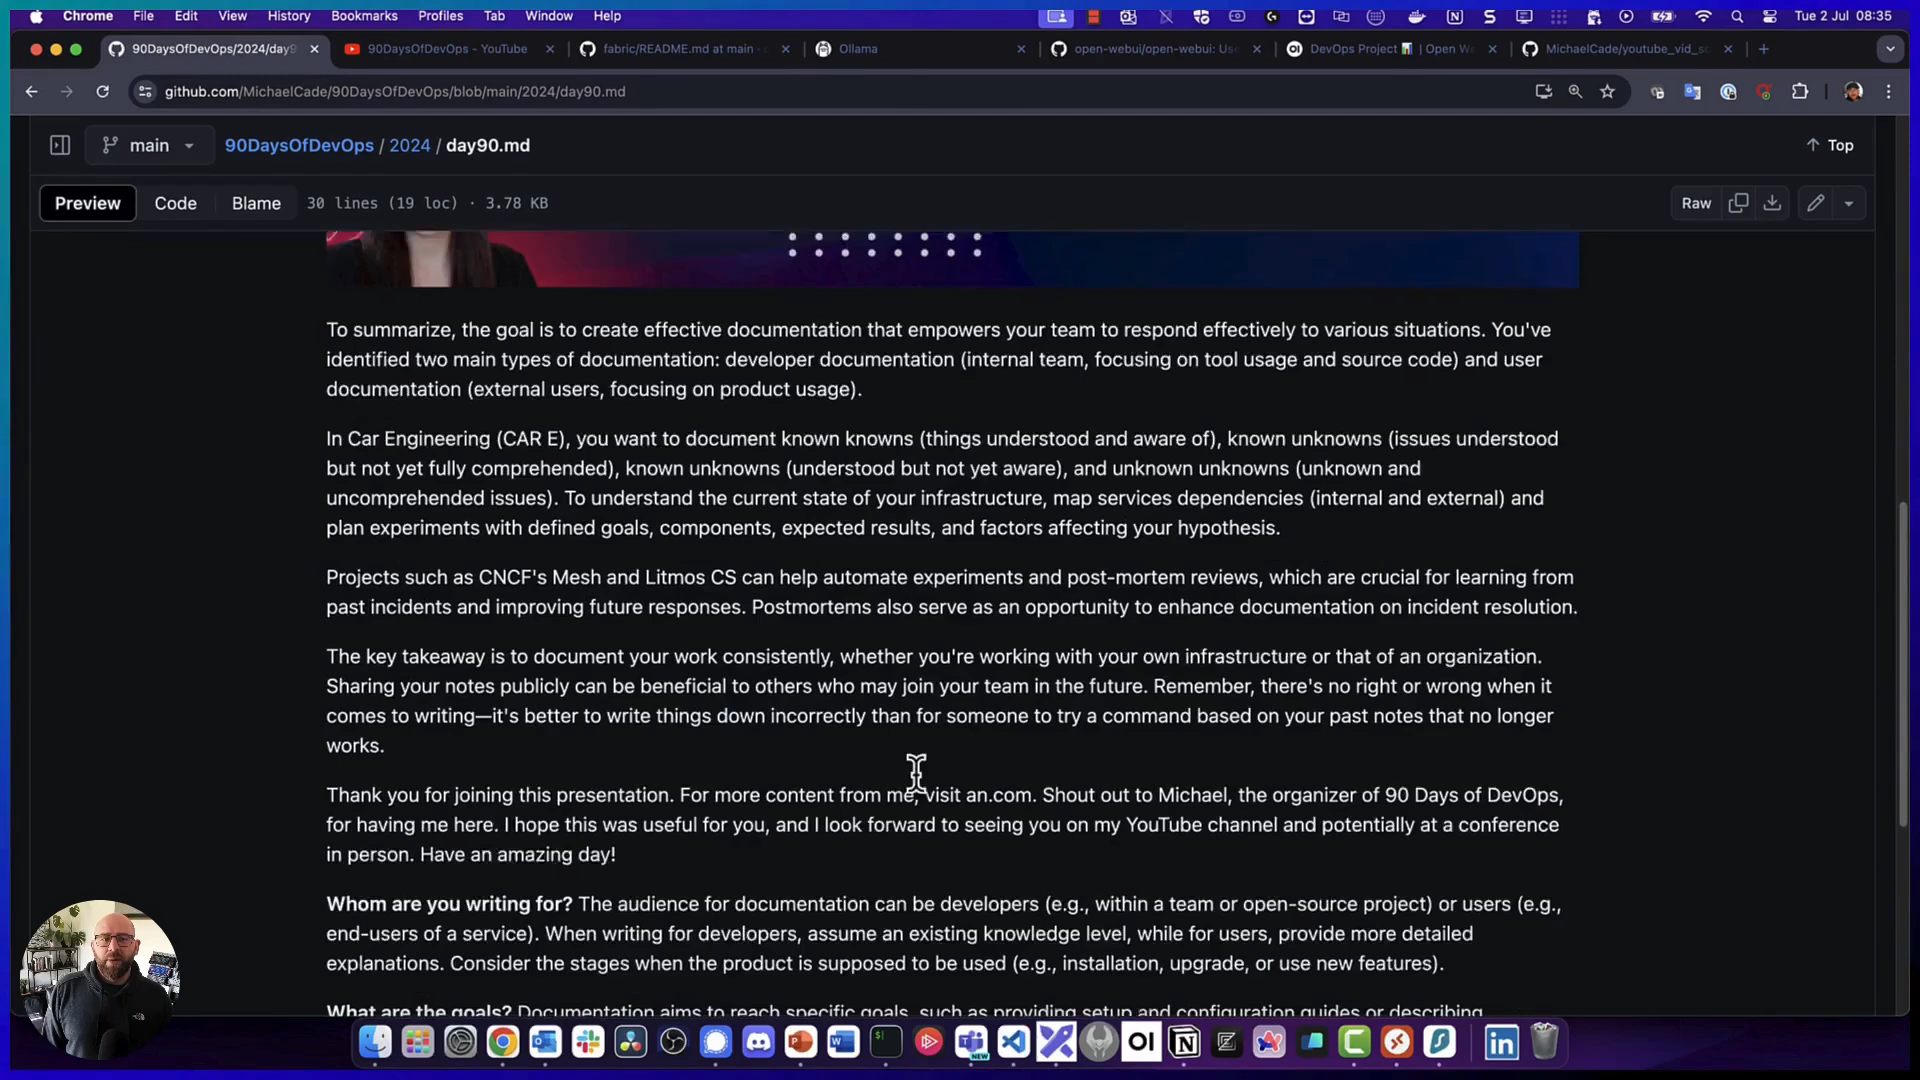 Chrome File Edit View History Bookmarks Profiles Tab Window Help Tue 2 Jul 08:35
90DaysOfDevOps/2024/day9 90DaysOfDevOps - YouTube fabric/README.md at main · Ollama open-webui/open-webui: Use DevOps Project | Open We MichaelCade/youtube_vid_s
github.com/MichaelCade/90DaysOfDevOps/blob/main/2024/day90.md
main 90DaysOfDevOps / 2024 / day90.md Top
Preview Code Blame 30 lines (19 loc) · 3.78 KB Raw
To summarize, the goal is to create effective documentation that empowers your team to respond effectively to various situations. You've
identified two main types of documentation: developer documentation (internal team, focusing on tool usage and source code) and user
documentation (external users, focusing on product usage).
In Car Engineering (CAR E), you want to document known knowns (things understood and aware of), known unknowns (issues understood
but not yet fully comprehended), known unknowns (understood but not yet aware), and unknown unknowns (unknown and
uncomprehended issues). To understand the current state of your infrastructure, map services dependencies (internal and external) and
plan experiments with defined goals, components, expected results, and factors affecting your hypothesis.
Projects such as CNCF's Mesh and Litmos CS can help automate experiments and post-mortem reviews, which are crucial for learning from
past incidents and improving future responses. Postmortems also serve as an opportunity to enhance documentation on incident resolution.
The key takeaway is to document your work consistently, whether you're working with your own infrastructure or that of an organization.
Sharing your notes publicly can be beneficial to others who may join your team in the future. Remember, there's no right or wrong when it
comes to writing—it's better to write things down incorrectly than for someone to try a command based on your past notes that no longer
works.
Thank you for joining this presentation. For more content from me, visit an.com. Shout out to Michael, the organizer of 90 Days of DevOps,
for having me here. I hope this was useful for you, and I look forward to seeing you on my YouTube channel and potentially at a conference
in person. Have an amazing day!
Whom are you writing for? The audience for documentation can be developers (e.g., within a team or open-source project) or users (e.g.,
end-users of a service). When writing for developers, assume an existing knowledge level, while for users, provide more detailed
explanations. Consider the stages when the product is supposed to be used (e.g., installation, upgrade, or use new features).
What are the goals? Documentation aims to reach specific goals, such as providing setup and configuration guides or describing
NEW OI